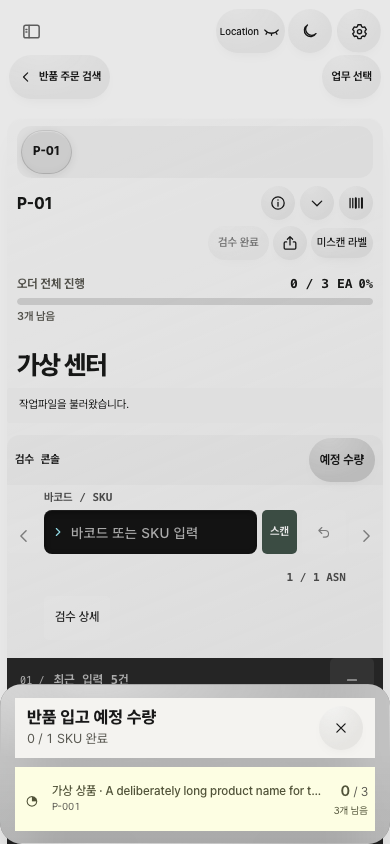 Location
반품 주문 검색
업무 선택
P-01
P-01
검수 완료
미스캔 라벨
오더 전체 진행
0 / 3 EA 0%
3개 남음
가상 센터
작업파일을 불러왔습니다.
검수 콘솔
예정 수량
바코드 / SKU
바코드 또는 SKU 입력
스캔
1 / 1 ASN
검수 상세
01 / 최근 입력 5건
반품 입고 예정 수량
0 / 1 SKU 완료
가상 상품 · A deliberately long product name for t...
0 / 3
P-001
3개 남음